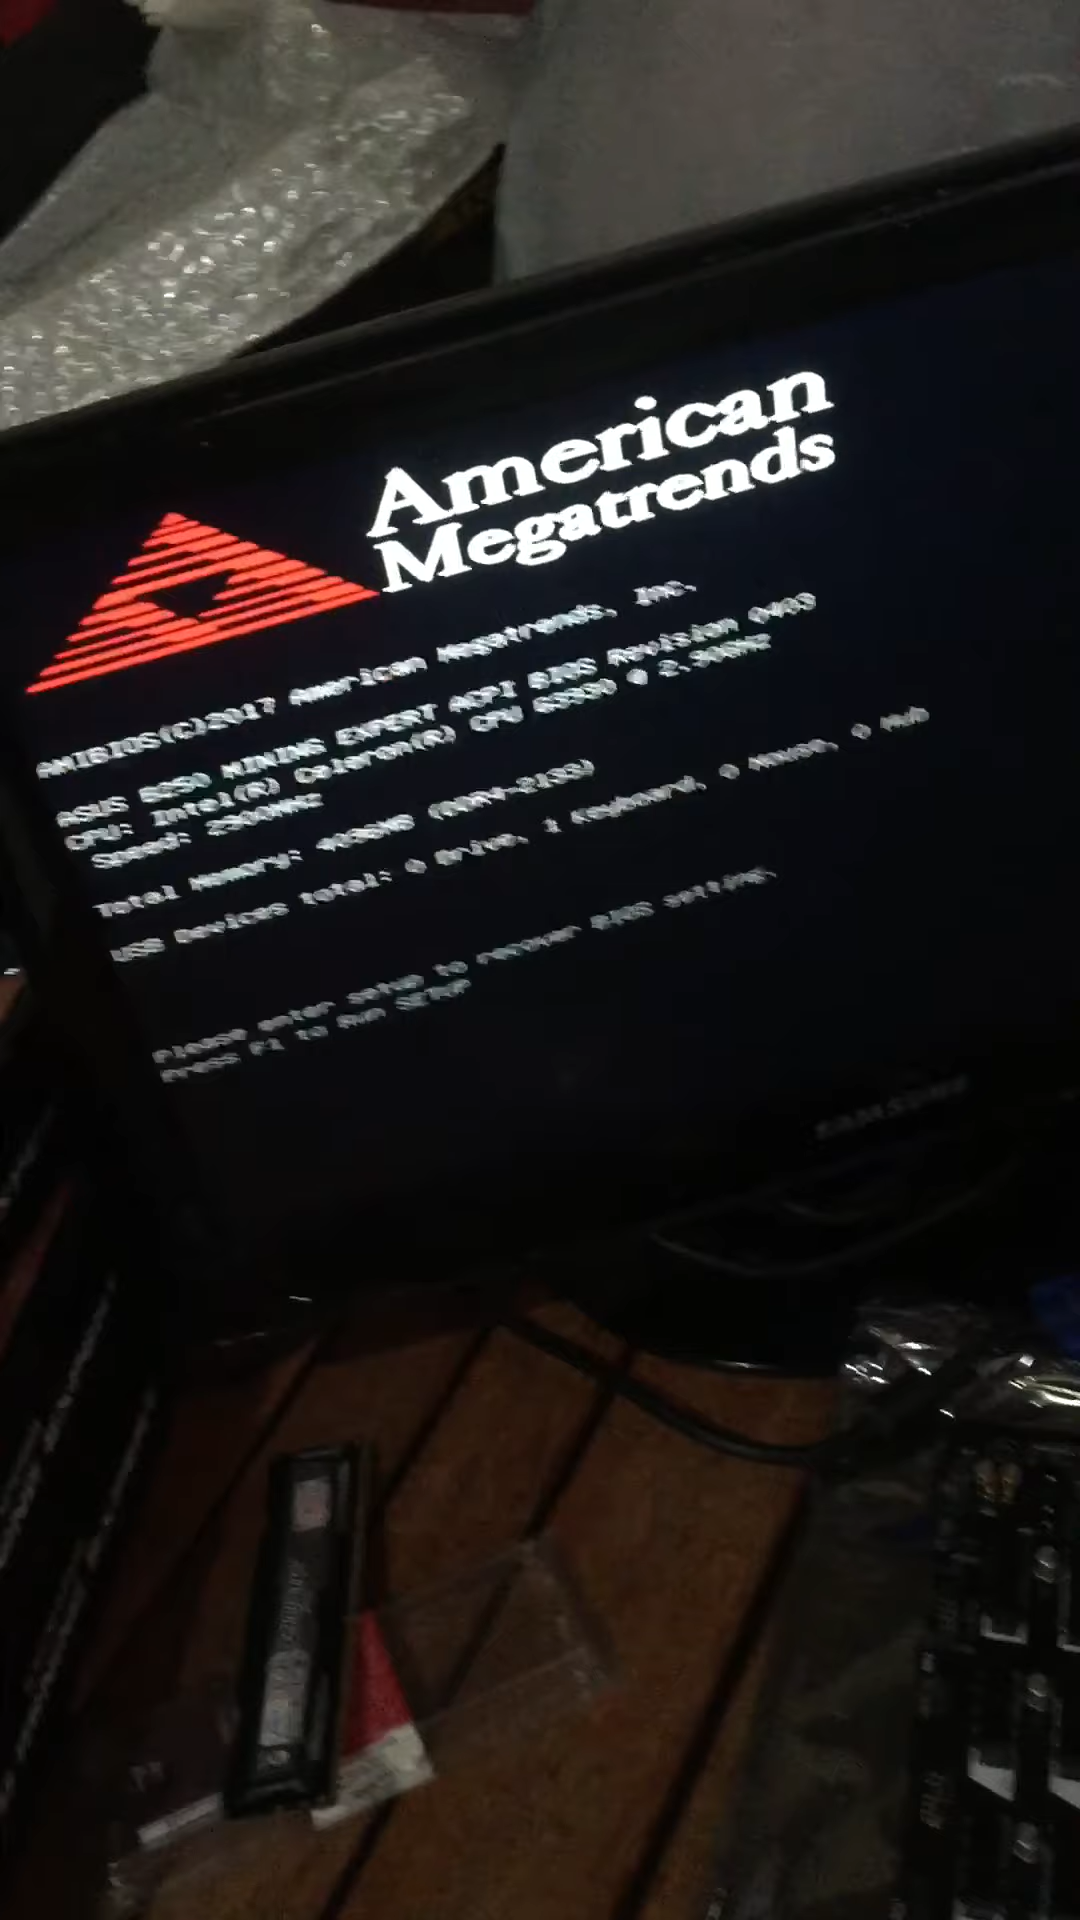 American
Megatrends
AMIBIOS(C)2017 American Megatrends, Inc.
ASUS B250 MINING EXPERT ACPI BIOS Revision 0403
CPU: Intel(R) Celeron(R) CPU @ 2.90GHz
Speed: 2900MHz
Total Memory: 4096MB (DDR4-2133)
USB Devices total: 0 Drive, 1 Keyboard, 0 Mouse, 0 Hub
Please enter setup to recover BIOS setting.
Press F1 to Run SETUP
SAMSUNG